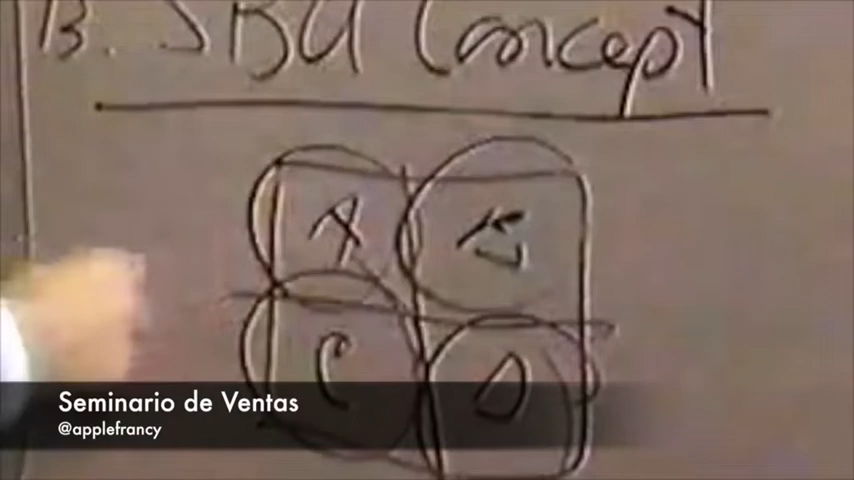 B. SBU Concept
A B
C D
Seminario de Ventas
@applefrancy